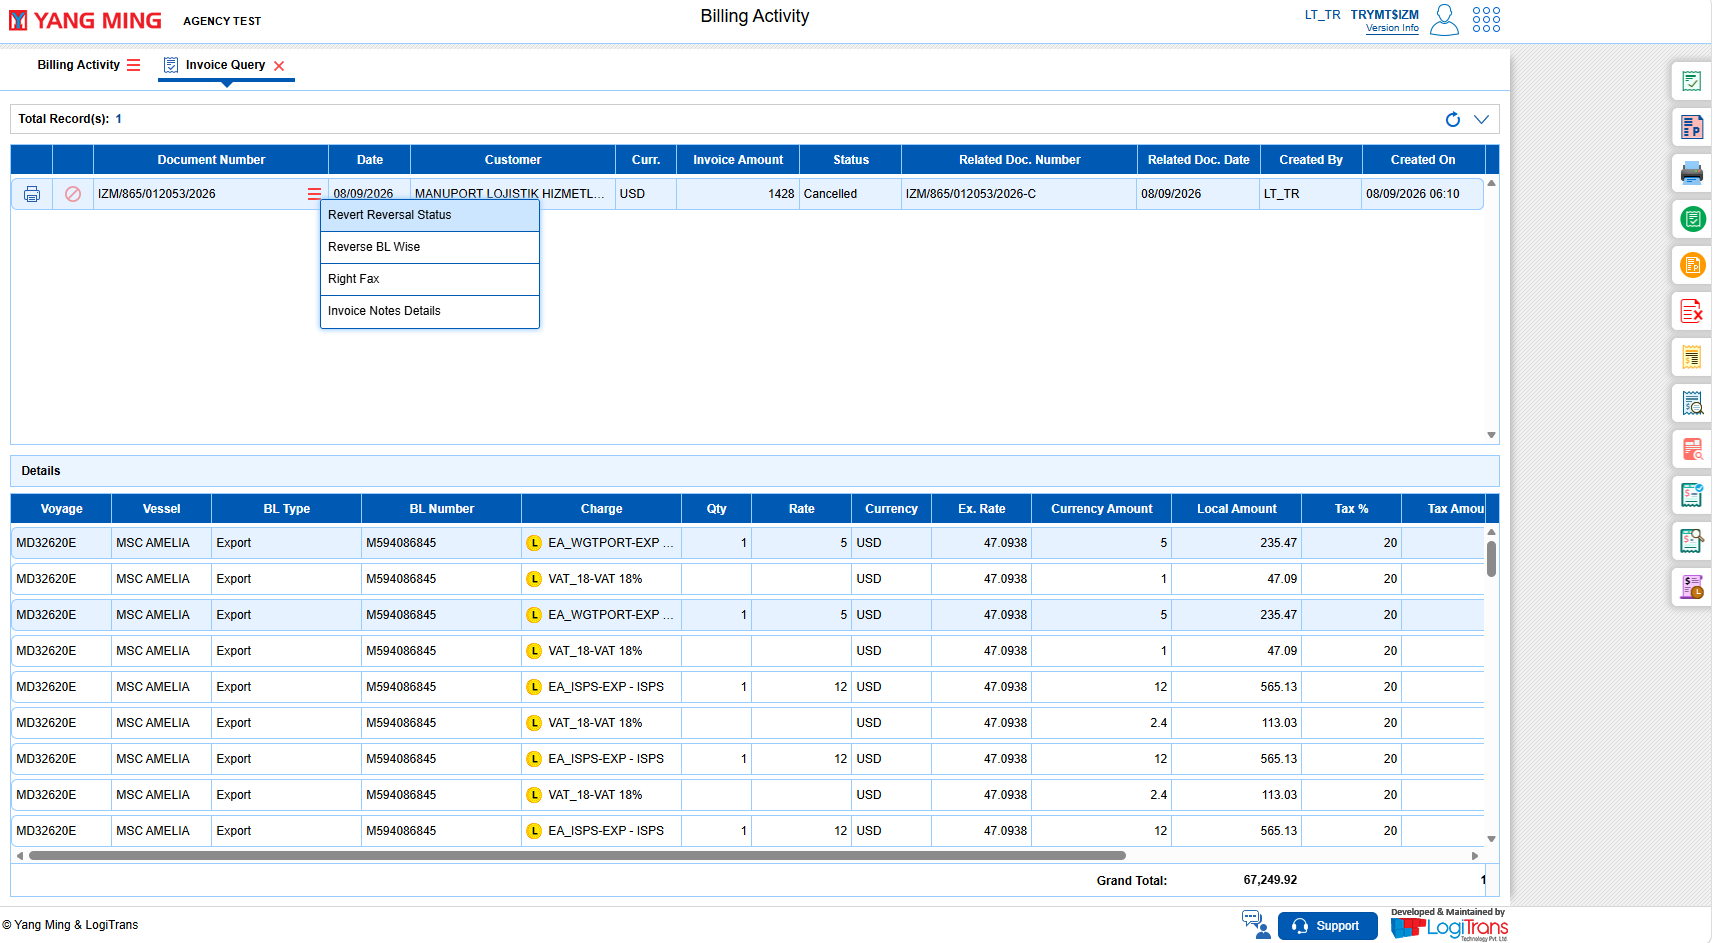 YANG MING AGENCY TEST Billing Activity LT_TR TRYMT$IZM
Version Info
Billing Activity Invoice Query
Total Record(s): 1
Document Number Date Customer Curr. Invoice Amount Status Related Doc. Number Related Doc. Date Created By Created On
IZM/865/012053/2026 08/09/2026 MANUPORT LOJISTIK HIZMETL... USD 1428 Cancelled IZM/865/012053/2026-C 08/09/2026 LT_TR 08/09/2026 06:10
Revert Reversal Status
Reverse BL Wise
Right Fax
Invoice Notes Details
Details
Voyage Vessel BL Type BL Number Charge Qty Rate Currency Ex. Rate Currency Amount Local Amount Tax % Tax Amou
MD32620E MSC AMELIA Export M594086845 L EA_WGTPORT-EXP ... 1 5 USD 47.0938 5 235.47 20
MD32620E MSC AMELIA Export M594086845 L VAT_18-VAT 18% USD 47.0938 1 47.09 20
MD32620E MSC AMELIA Export M594086845 L EA_WGTPORT-EXP ... 1 5 USD 47.0938 5 235.47 20
MD32620E MSC AMELIA Export M594086845 L VAT_18-VAT 18% USD 47.0938 1 47.09 20
MD32620E MSC AMELIA Export M594086845 L EA_ISPS-EXP - ISPS 1 12 USD 47.0938 12 565.13 20
MD32620E MSC AMELIA Export M594086845 L VAT_18-VAT 18% USD 47.0938 2.4 113.03 20
MD32620E MSC AMELIA Export M594086845 L EA_ISPS-EXP - ISPS 1 12 USD 47.0938 12 565.13 20
MD32620E MSC AMELIA Export M594086845 L VAT_18-VAT 18% USD 47.0938 2.4 113.03 20
MD32620E MSC AMELIA Export M594086845 L EA_ISPS-EXP - ISPS 1 12 USD 47.0938 12 565.13 20
Grand Total: 67,249.92 1
© Yang Ming & LogiTrans Support Developed & Maintained by
LogiTrans
Technology Pvt. Ltd.